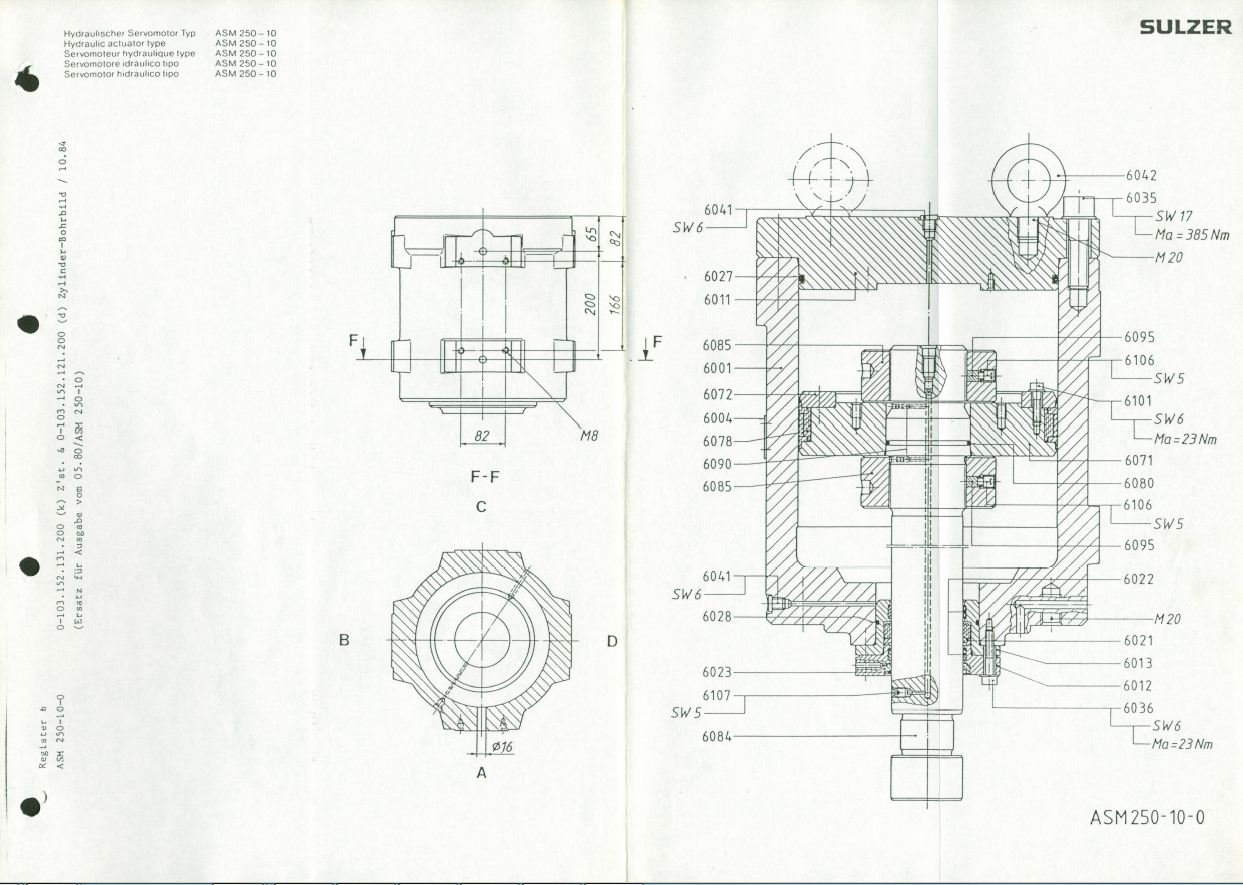 Hydraulischer Servomotor Typ ASM 250 – 10
Hydraulic actuator type ASM 250 – 10
Servomoteur hydraulique type ASM 250 – 10
Servomotore idraulico tipo ASM 250 – 10
Servomotor hidráulico tipo ASM 250 – 10
SULZER
Register 6
ASM 250-10-0
0-103.152.131.200 (k) Z'st. & 0-103.152.121.200 (d) Zylinder-Bohrbild / 10.84
(Ersatz für Ausgabe vom 05.80/ASM 250-10)
65
82
200
166
F
F
82
M8
F-F
C
B
D
Ø16
A
6041
SW 6
6027
6011
6085
6001
6072
6004
6078
6090
6085
6041
SW 6
6028
6023
6107
SW 5
6084
6042
6035
SW 17
Ma = 385 Nm
M 20
6095
6106
SW 5
6101
SW 6
Ma = 23 Nm
6071
6080
6106
SW 5
6095
6022
M 20
6021
6013
6012
6036
SW 6
Ma = 23 Nm
ASM 250-10-0